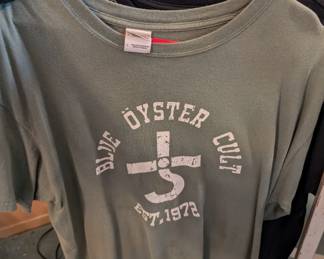 BLUE ÖYSTER CULT
EST. 1972